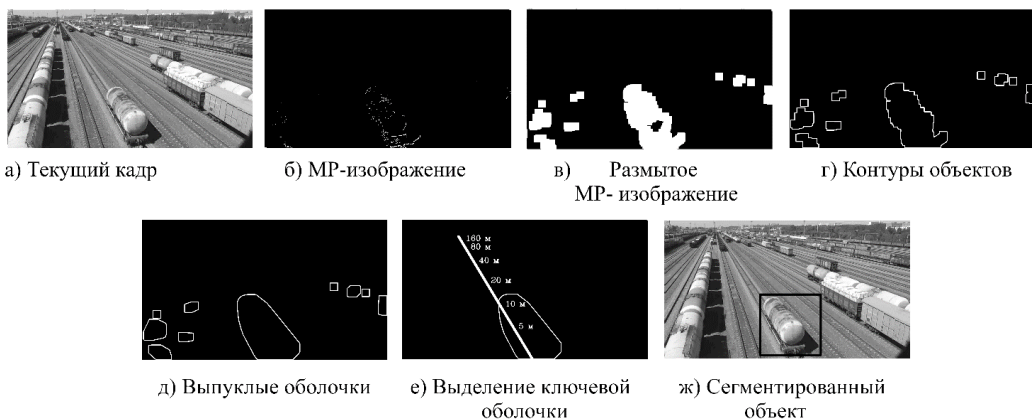 а) Текущий кадр
б) МР-изображение
в) Размытое
МР- изображение
г) Контуры объектов
160 м
80 м
40 м
20 м
10 м
5 м
д) Выпуклые оболочки
е) Выделение ключевой
оболочки
ж) Сегментированный
объект